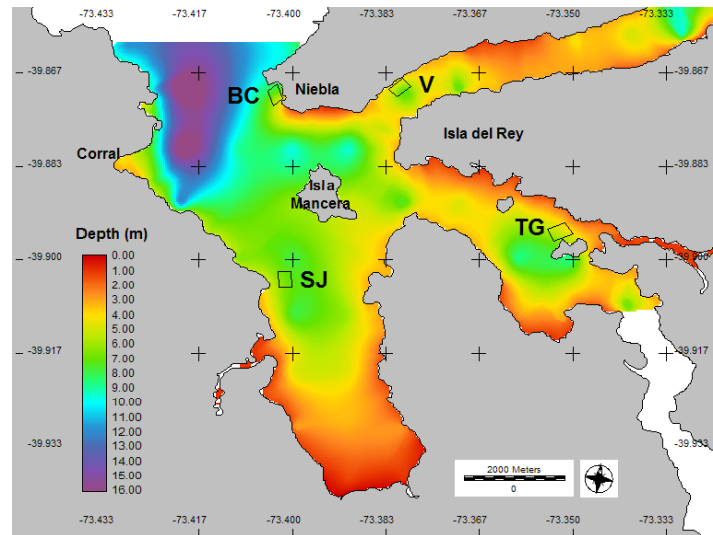 -73.433 -73.417 -73.400 -73.383 -73.367 -73.350 -73.333
-39.867 -39.867
BC Niebla V
Isla del Rey
Corral -39.883 -39.883
Isla
Mancera
TG
Depth (m) -39.900 -39.900
0.00
1.00
2.00
3.00
4.00
5.00
6.00
7.00
8.00
9.00
10.00
11.00
12.00
13.00
14.00
15.00
16.00
SJ
-39.917 -39.917
-39.933 -39.933
2000 Meters
0
-73.433 -73.417 -73.400 -73.383 -73.367 -73.350 -73.333